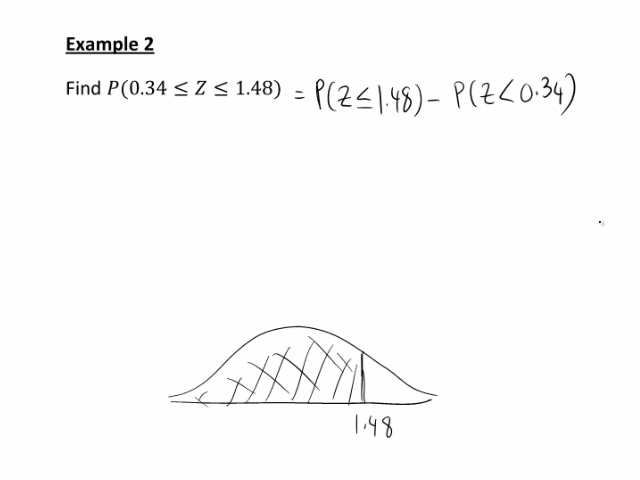 Example 2
Find P(0.34 ≤ Z ≤ 1.48) = P(Z ≤ 1.48) − P(Z < 0.34)
1.48